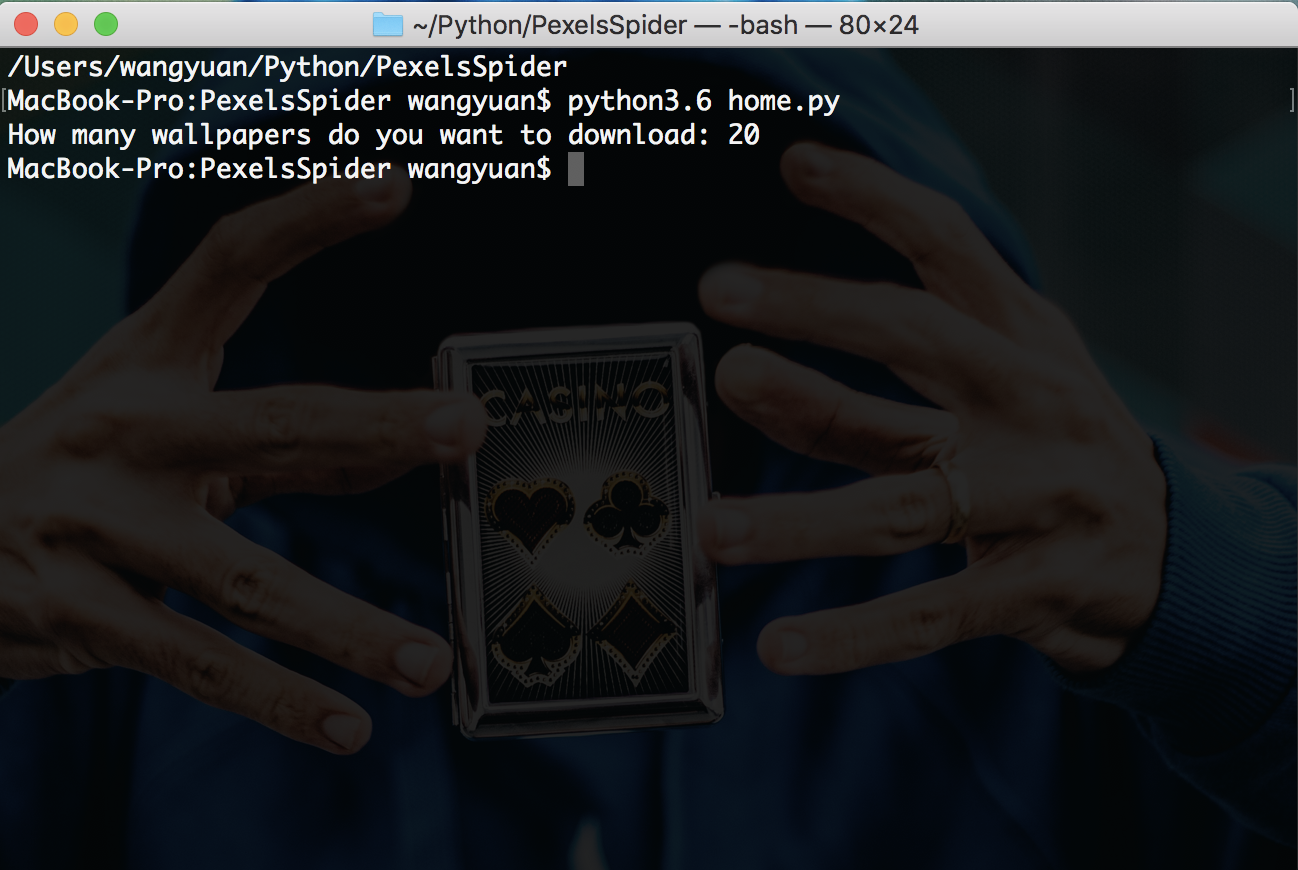 ~/Python/PexelsSpider — -bash — 80×24
/Users/wangyuan/Python/PexelsSpider
[MacBook-Pro:PexelsSpider wangyuan$ python3.6 home.py ]
How many wallpapers do you want to download: 20
MacBook-Pro:PexelsSpider wangyuan$
CASINO